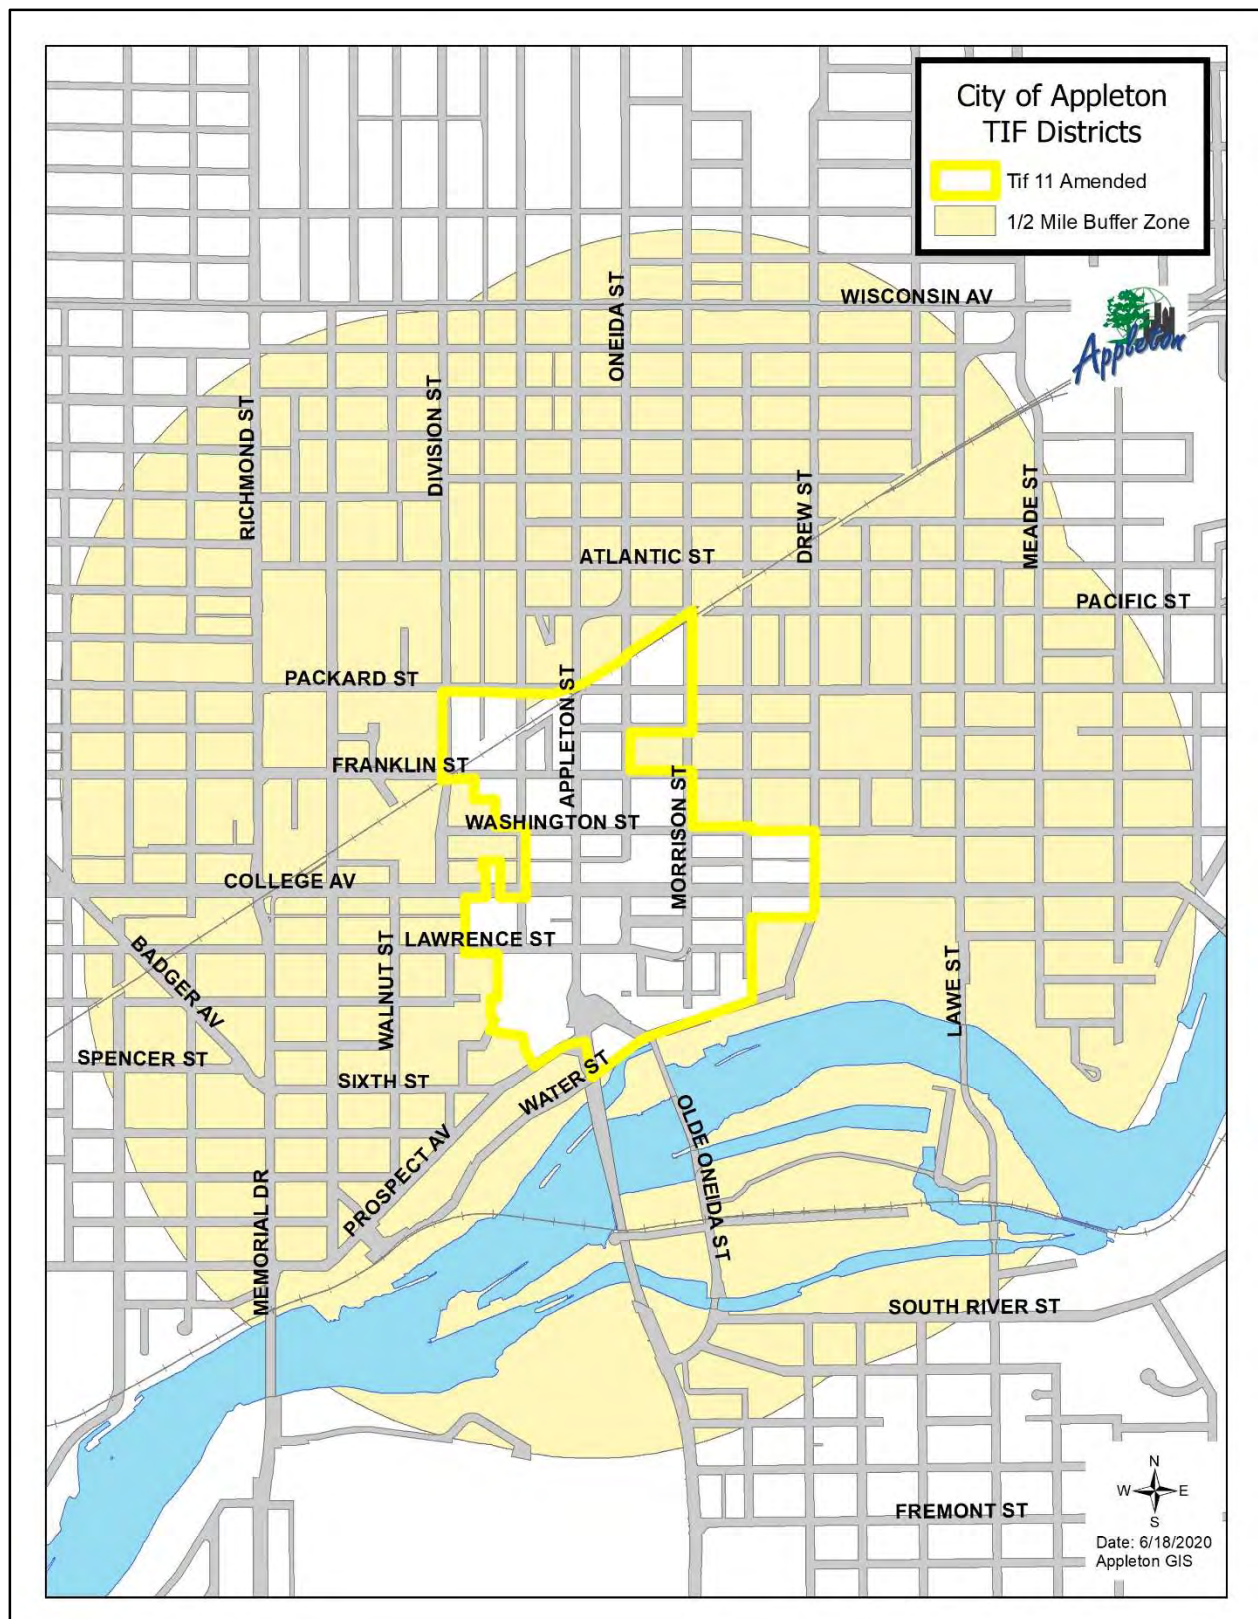 City of Appleton
TIF Districts
Tif 11 Amended
1/2 Mile Buffer Zone
WISCONSIN AV
Appleton
ONEIDA ST
DIVISION ST
RICHMOND ST
DREW ST
MEADE ST
ATLANTIC ST
PACIFIC ST
PACKARD ST
APPLETON ST
FRANKLIN ST
MORRISON ST
WASHINGTON ST
COLLEGE AV
LAWRENCE ST
BADGER AV
WALNUT ST
LAWE ST
SPENCER ST
SIXTH ST
WATER ST
OLDE ONEIDA ST
PROSPECT AV
MEMORIAL DR
SOUTH RIVER ST
FREMONT ST
N
W E
S
Date: 6/18/2020
Appleton GIS